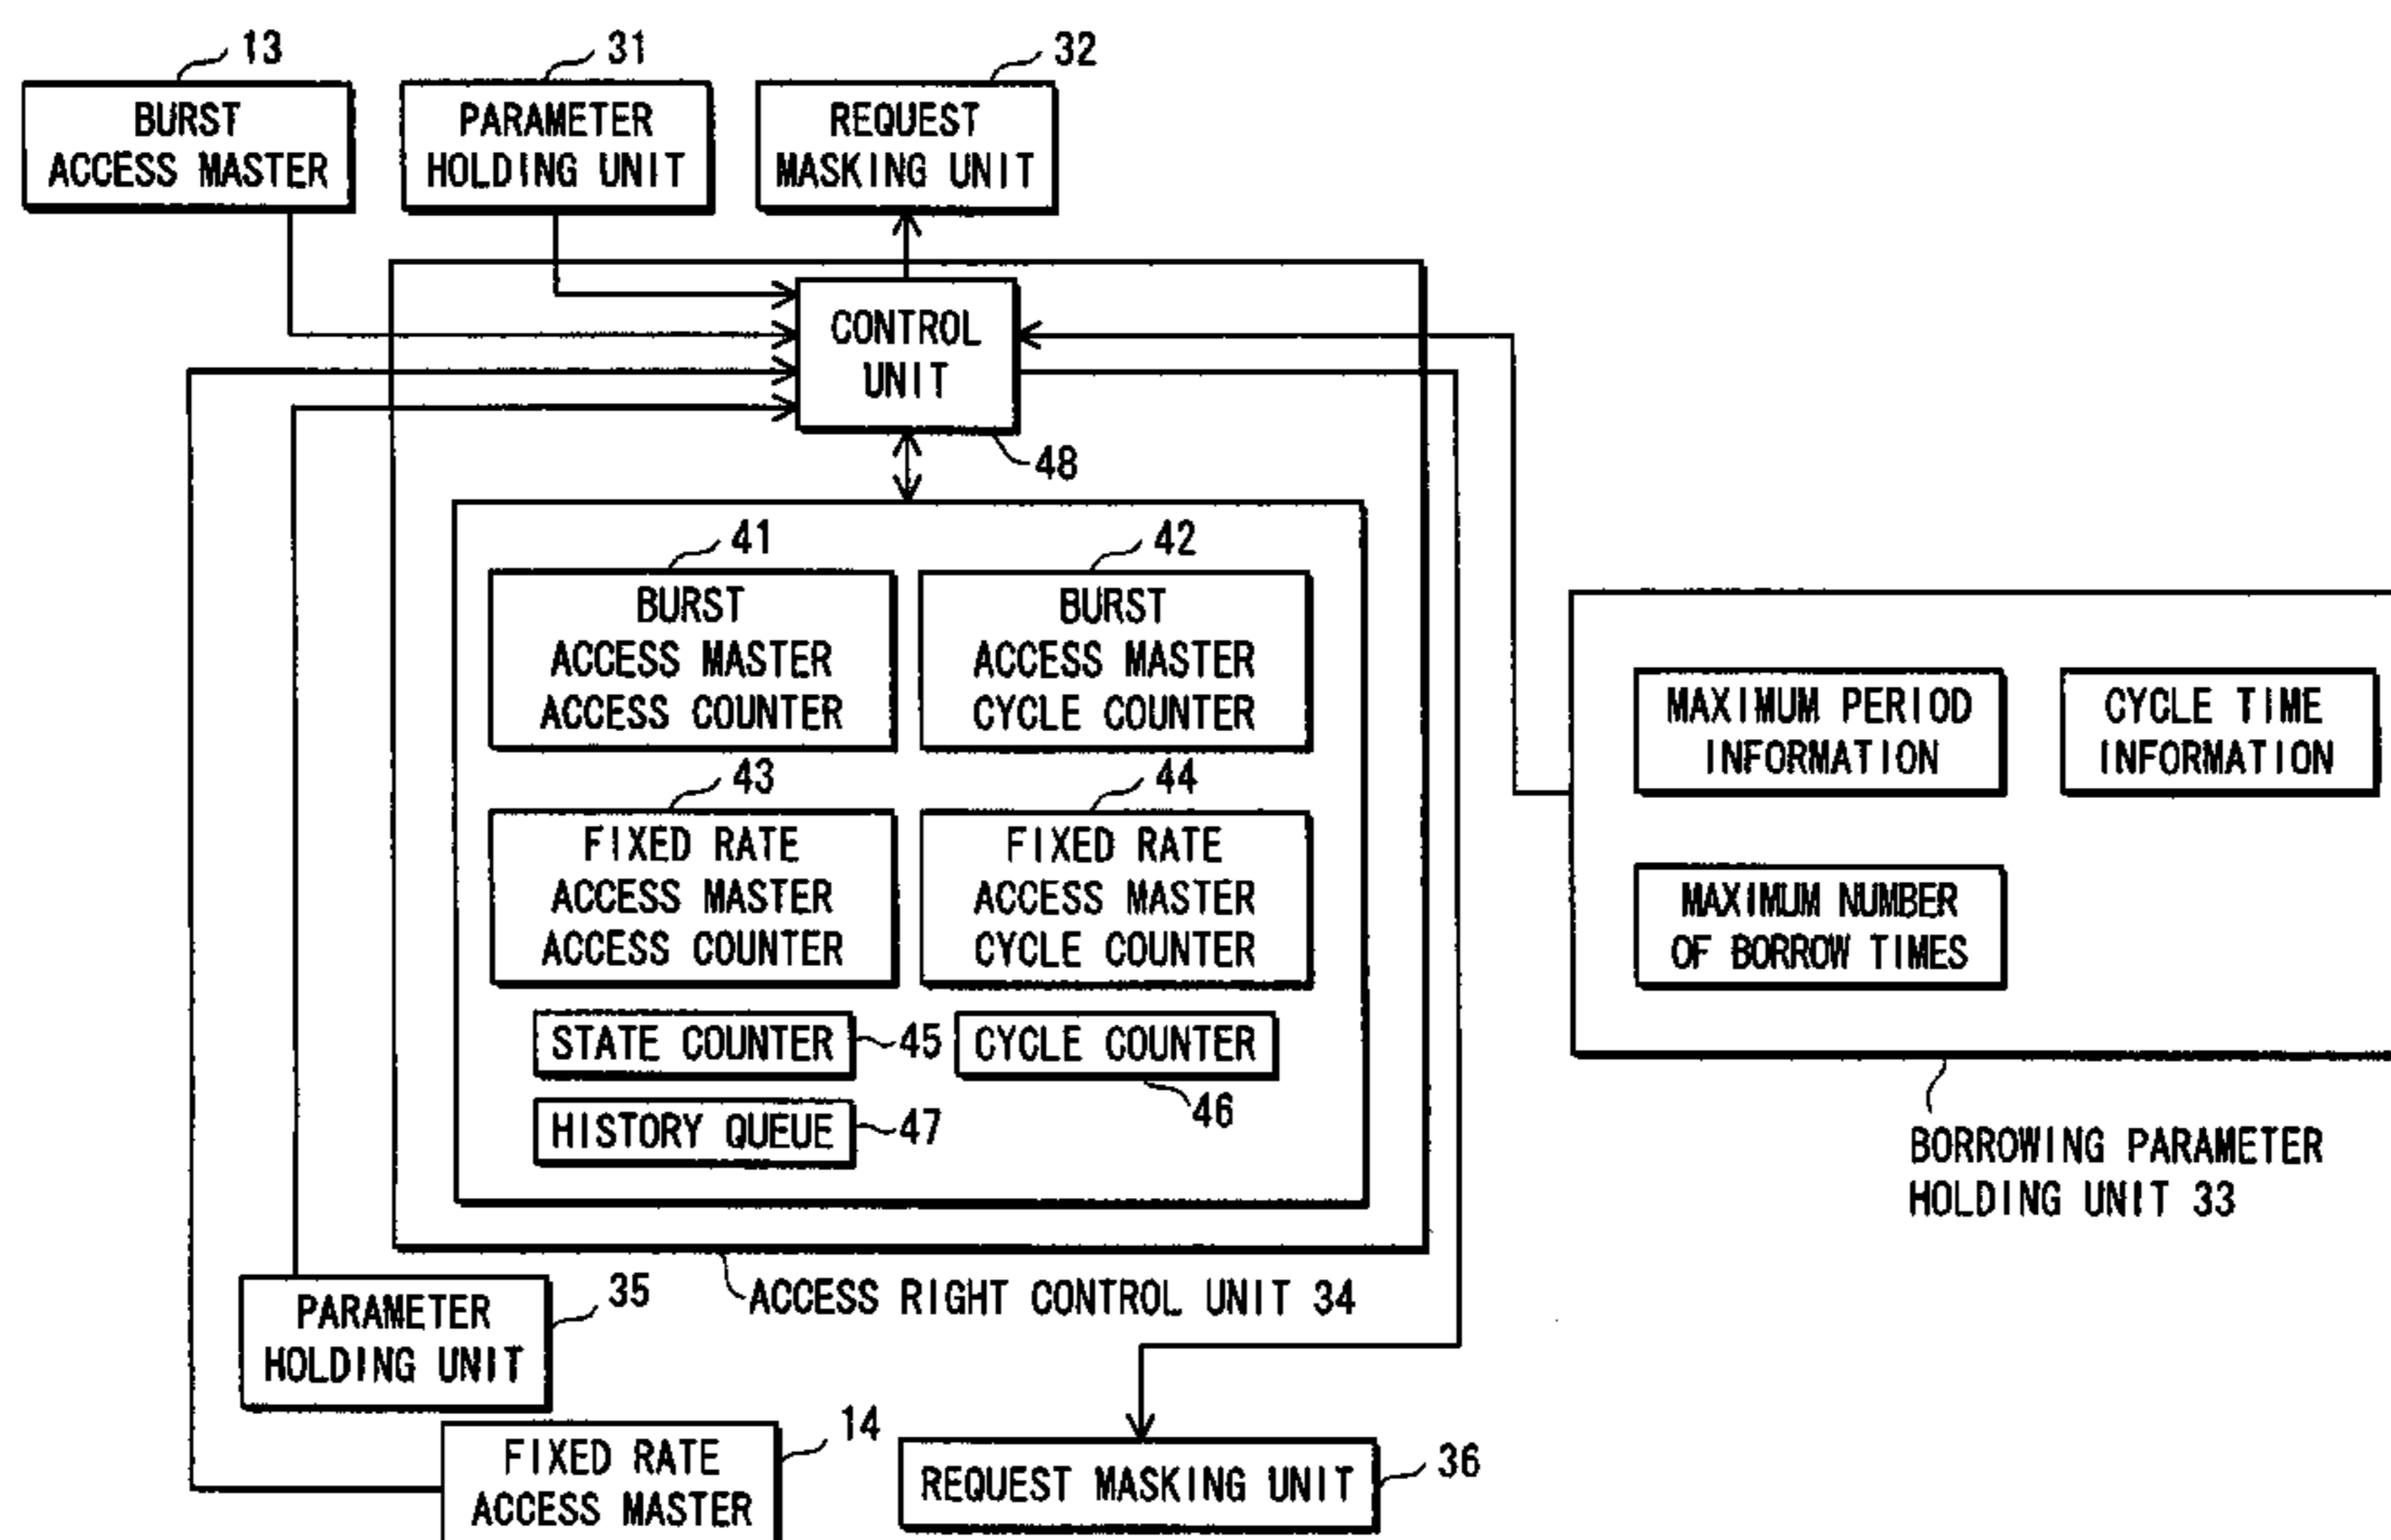 13
BURST
ACCESS MASTER
31
PARAMETER
HOLDING UNIT
32
REQUEST
MASKING UNIT
CONTROL
UNIT
48
41
BURST
ACCESS MASTER
ACCESS COUNTER
42
BURST
ACCESS MASTER
CYCLE COUNTER
43
FIXED RATE
ACCESS MASTER
ACCESS COUNTER
44
FIXED RATE
ACCESS MASTER
CYCLE COUNTER
STATE COUNTER
45
CYCLE COUNTER
46
HISTORY QUEUE
47
ACCESS RIGHT CONTROL UNIT 34
MAXIMUM PERIOD
INFORMATION
CYCLE TIME
INFORMATION
MAXIMUM NUMBER
OF BORROW TIMES
BORROWING PARAMETER
HOLDING UNIT 33
35
PARAMETER
HOLDING UNIT
14
FIXED RATE
ACCESS MASTER
REQUEST MASKING UNIT
36